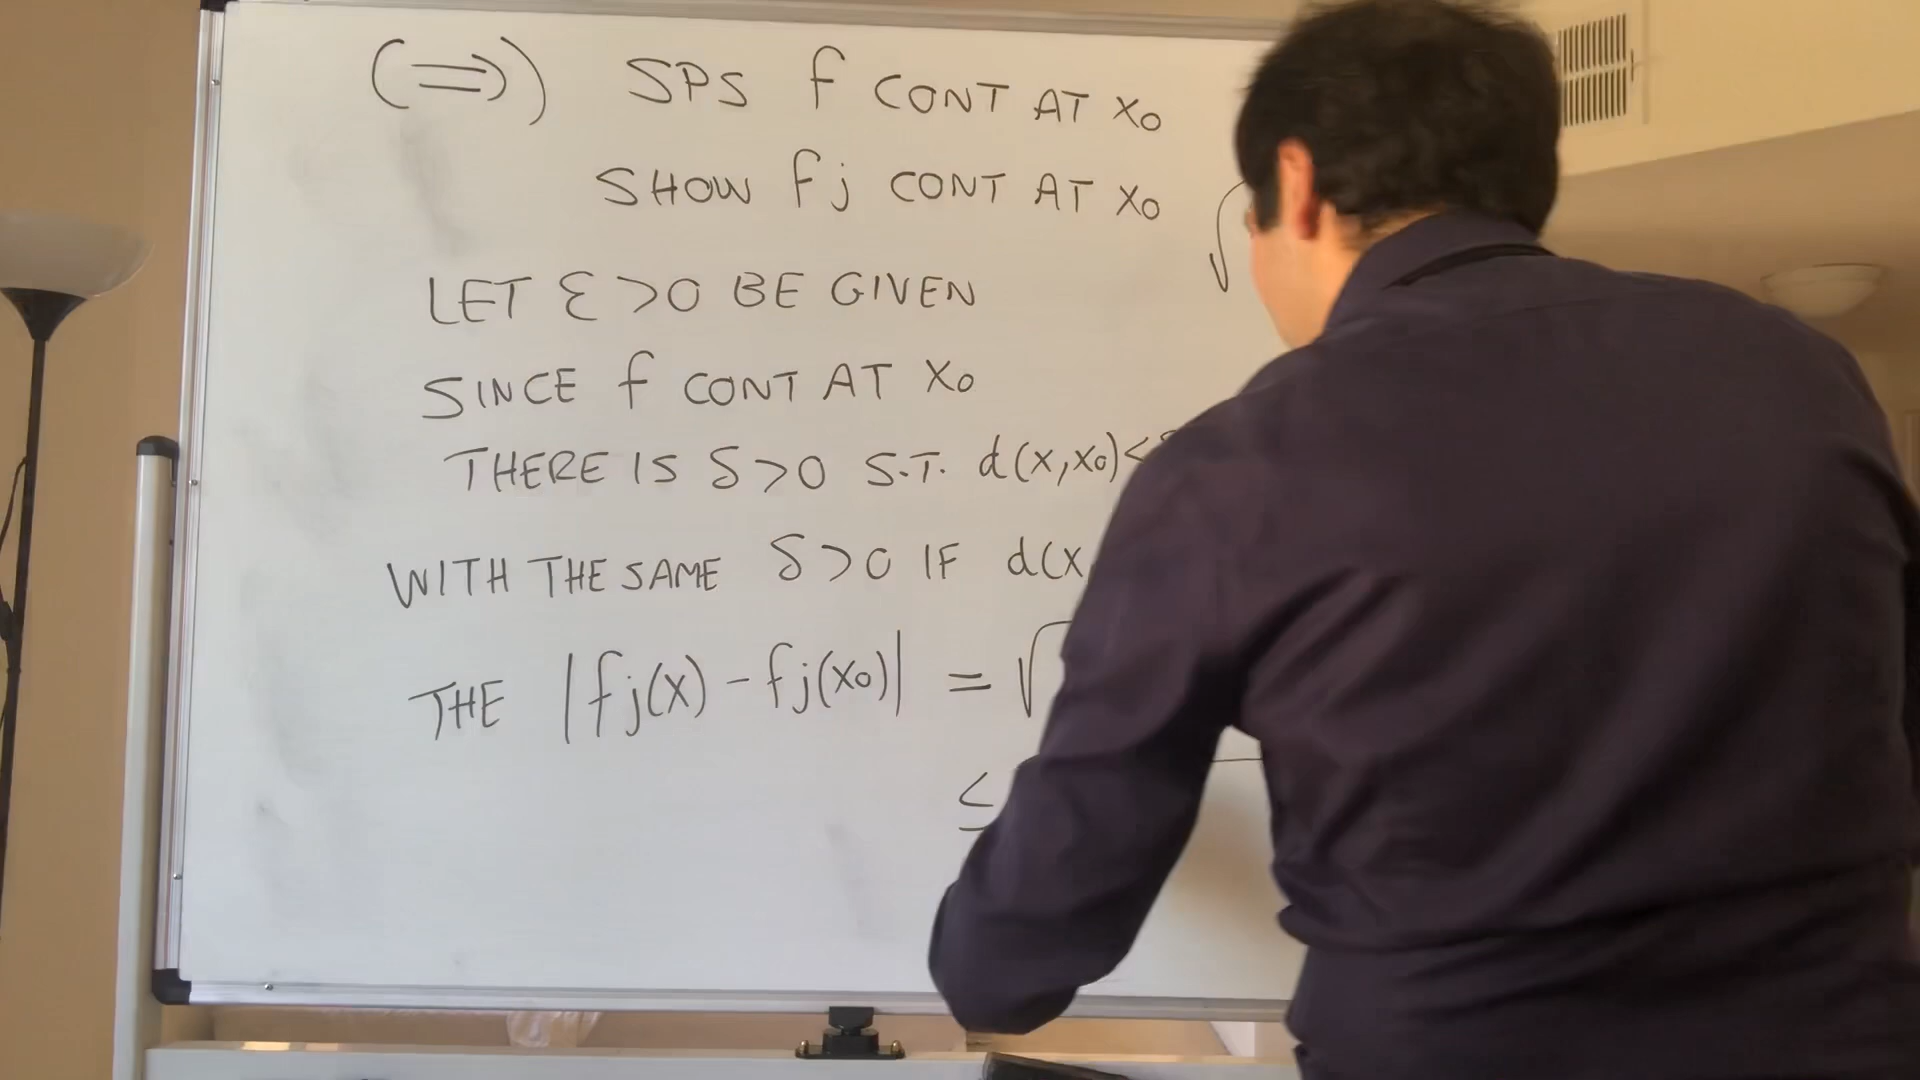 (⇒) SPS f CONT AT x₀
SHOW fj CONT AT x₀ √
LET ε>0 BE GIVEN
SINCE f CONT AT x₀
THERE IS δ>0 S.T. d(x,x₀)<
WITH THE SAME δ>0 IF d(x,
THE |fj(x) - fj(x₀)| = √
≤